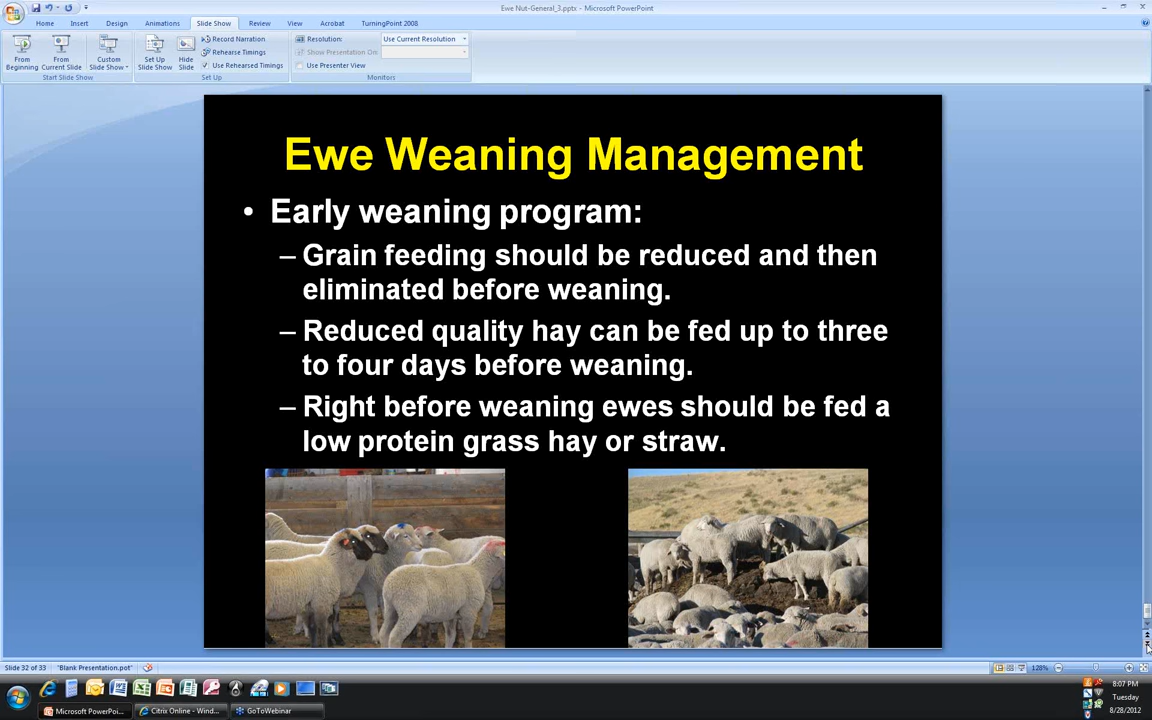 Ewe Nut-General_3.pptx - Microsoft PowerPoint
Home Insert Design Animations Slide Show Review View Acrobat TurningPoint 2008
From Beginning
From Current Slide
Custom Slide Show
Start Slide Show
Set Up Slide Show
Hide Slide
Record Narration
Rehearse Timings
Use Rehearsed Timings
Set Up
Resolution: Use Current Resolution
Show Presentation On:
Use Presenter View
Monitors
Ewe Weaning Management
• Early weaning program:
– Grain feeding should be reduced and then
eliminated before weaning.
– Reduced quality hay can be fed up to three
to four days before weaning.
– Right before weaning ewes should be fed a
low protein grass hay or straw.
Slide 32 of 33 "Blank Presentation.pot" 128%
Microsoft PowerPoi... Citrix Online - Wind... GoToWebinar
8:07 PM
Tuesday
8/28/2012